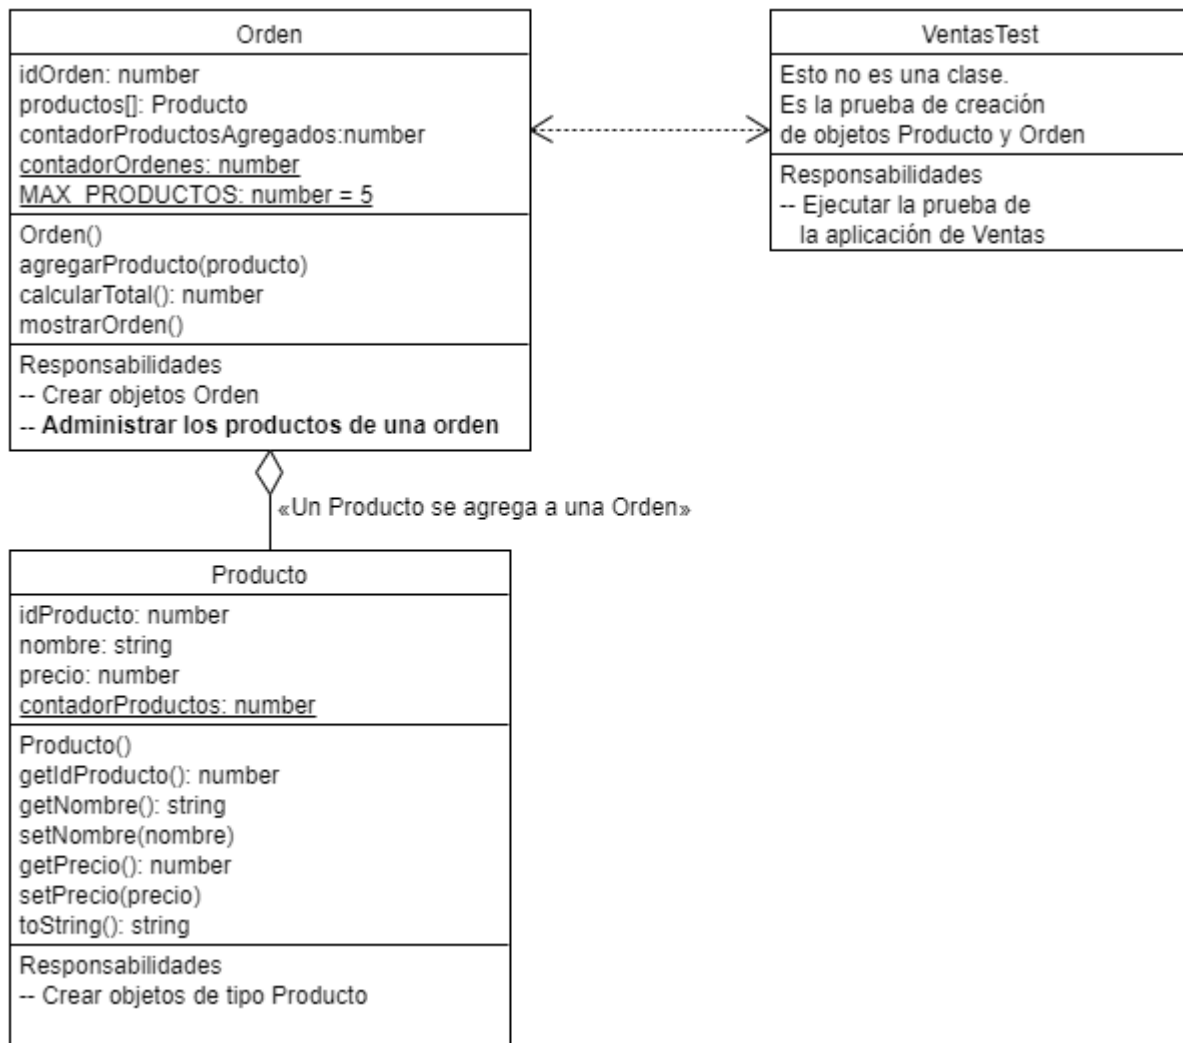 Orden
idOrden: number
productos[]: Producto
contadorProductosAgregados:number
contadorOrdenes: number
MAX_PRODUCTOS: number = 5
Orden()
agregarProducto(producto)
calcularTotal(): number
mostrarOrden()
Responsabilidades
-- Crear objetos Orden
-- Administrar los productos de una orden
VentasTest
Esto no es una clase.
Es la prueba de creación
de objetos Producto y Orden
Responsabilidades
-- Ejecutar la prueba de
la aplicación de Ventas
«Un Producto se agrega a una Orden»
Producto
idProducto: number
nombre: string
precio: number
contadorProductos: number
Producto()
getIdProducto(): number
getNombre(): string
setNombre(nombre)
getPrecio(): number
setPrecio(precio)
toString(): string
Responsabilidades
-- Crear objetos de tipo Producto